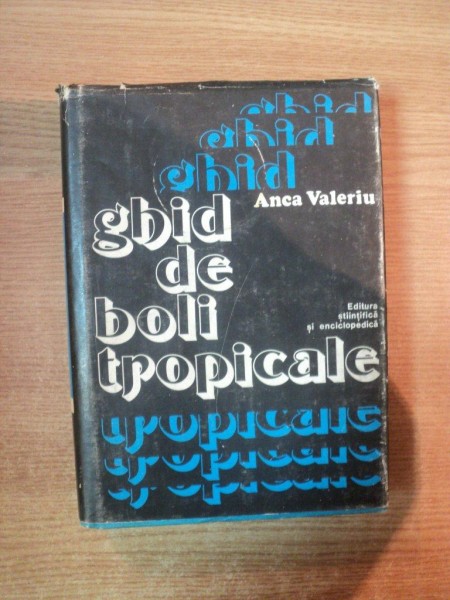 ghid
ghid
ghid
Anca Valeriu
ghid
de
boli
tropicale
Editura
științifică
și enciclopedică
tropicale
tropicale
tropicale